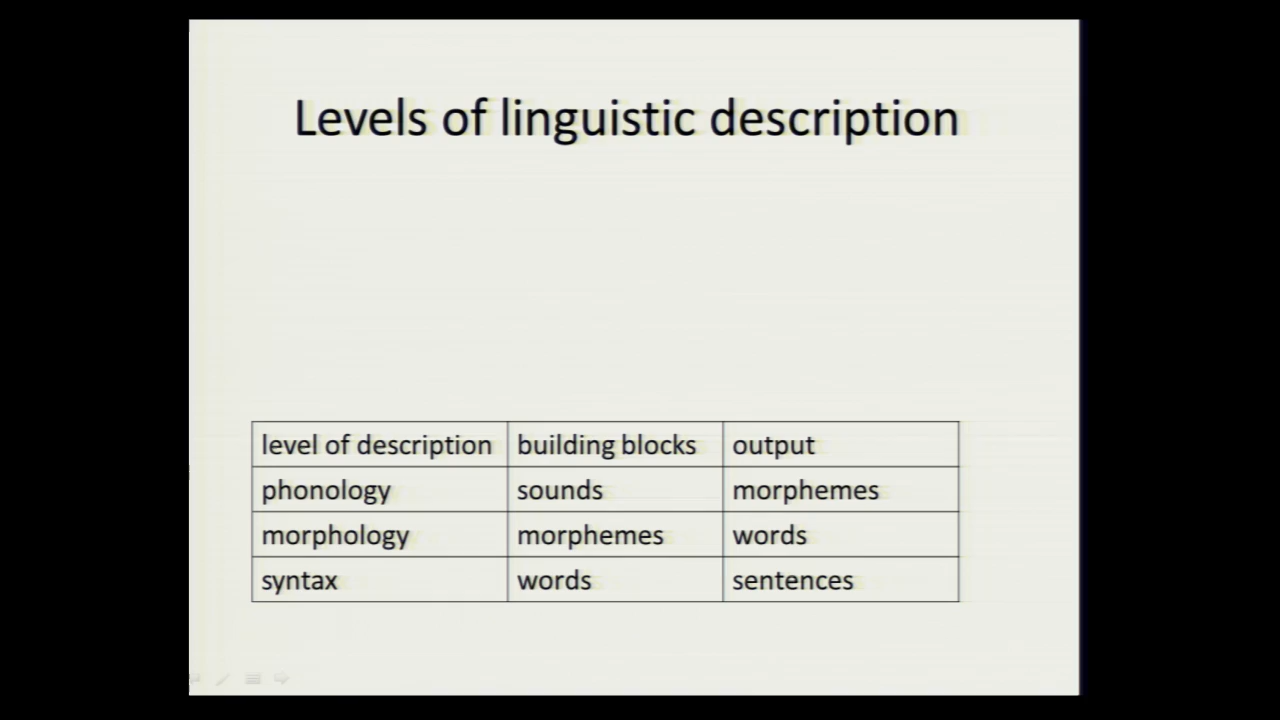 Levels of linguistic description
level of description building blocks output
phonology sounds morphemes
morphology morphemes words
syntax words sentences